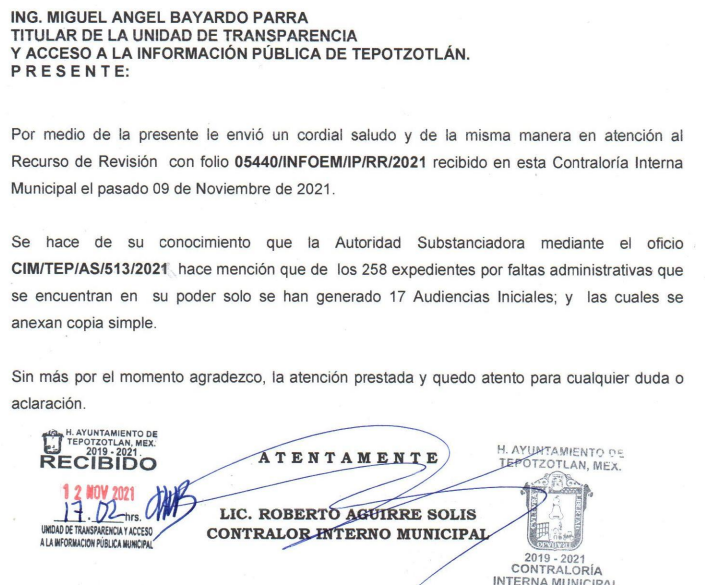 ING. MIGUEL ANGEL BAYARDO PARRA
TITULAR DE LA UNIDAD DE TRANSPARENCIA
Y ACCESO A LA INFORMACIÓN PÚBLICA DE TEPOTZOTLÁN.
P R E S E N T E:
Por medio de la presente le envió un cordial saludo y de la misma manera en atención al
Recurso de Revisión con folio 05440/INFOEM/IP/RR/2021 recibido en esta Contraloría Interna
Municipal el pasado 09 de Noviembre de 2021.
Se hace de su conocimiento que la Autoridad Substanciadora mediante el oficio
CIM/TEP/AS/513/2021 hace mención que de los 258 expedientes por faltas administrativas que
se encuentran en su poder solo se han generado 17 Audiencias Iniciales; y las cuales se
anexan copia simple.
Sin más por el momento agradezco, la atención prestada y quedo atento para cualquier duda o
aclaración.
H. AYUNTAMIENTO DE
TEPOTZOTLAN, MEX.
2019 - 2021
RECIBIDO
12 NOV 2021
17:02 hrs.
UNIDAD DE TRANSPARENCIA Y ACCESO
A LA INFORMACIÓN PÚBLICA MUNICIPAL
A T E N T A M E N T E
LIC. ROBERTO AGUIRRE SOLIS
CONTRALOR INTERNO MUNICIPAL
H. AYUNTAMIENTO DE
TEPOTZOTLAN, MEX.
2019 - 2021
CONTRALORÍA
INTERNA MUNICIPAL